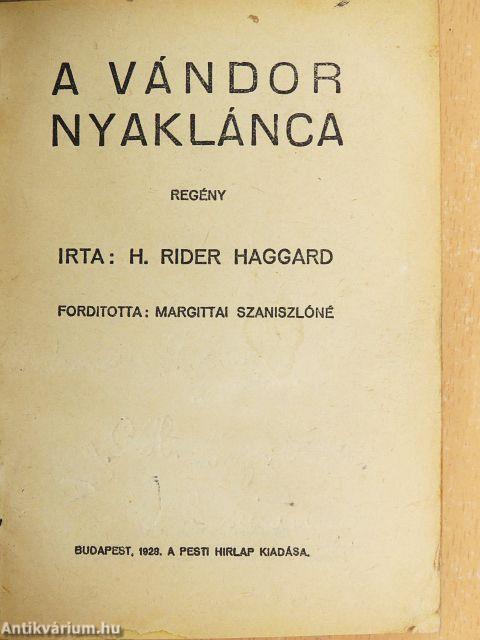 A VÁNDOR
NYAKLÁNCA
REGÉNY
IRTA: H. RIDER HAGGARD
FORDITOTTA: MARGITTAI SZANISZLÓNÉ
BUDAPEST, 1928. A PESTI HIRLAP KIADÁSA.
Antikvárium.hu